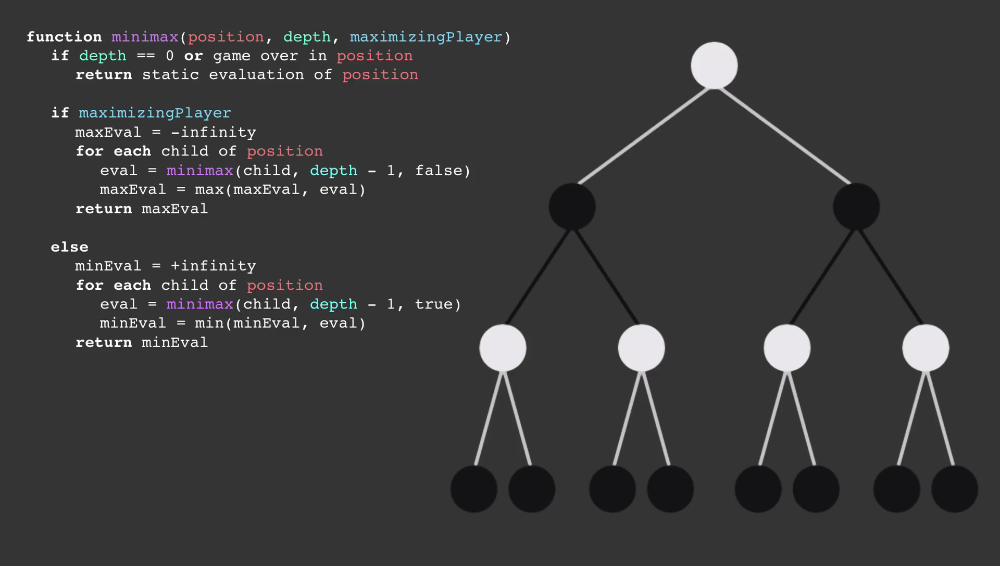 function minimax(position, depth, maximizingPlayer)
if depth == 0 or game over in position
return static evaluation of position
if maximizingPlayer
maxEval = -infinity
for each child of position
eval = minimax(child, depth - 1, false)
maxEval = max(maxEval, eval)
return maxEval
else
minEval = +infinity
for each child of position
eval = minimax(child, depth - 1, true)
minEval = min(minEval, eval)
return minEval